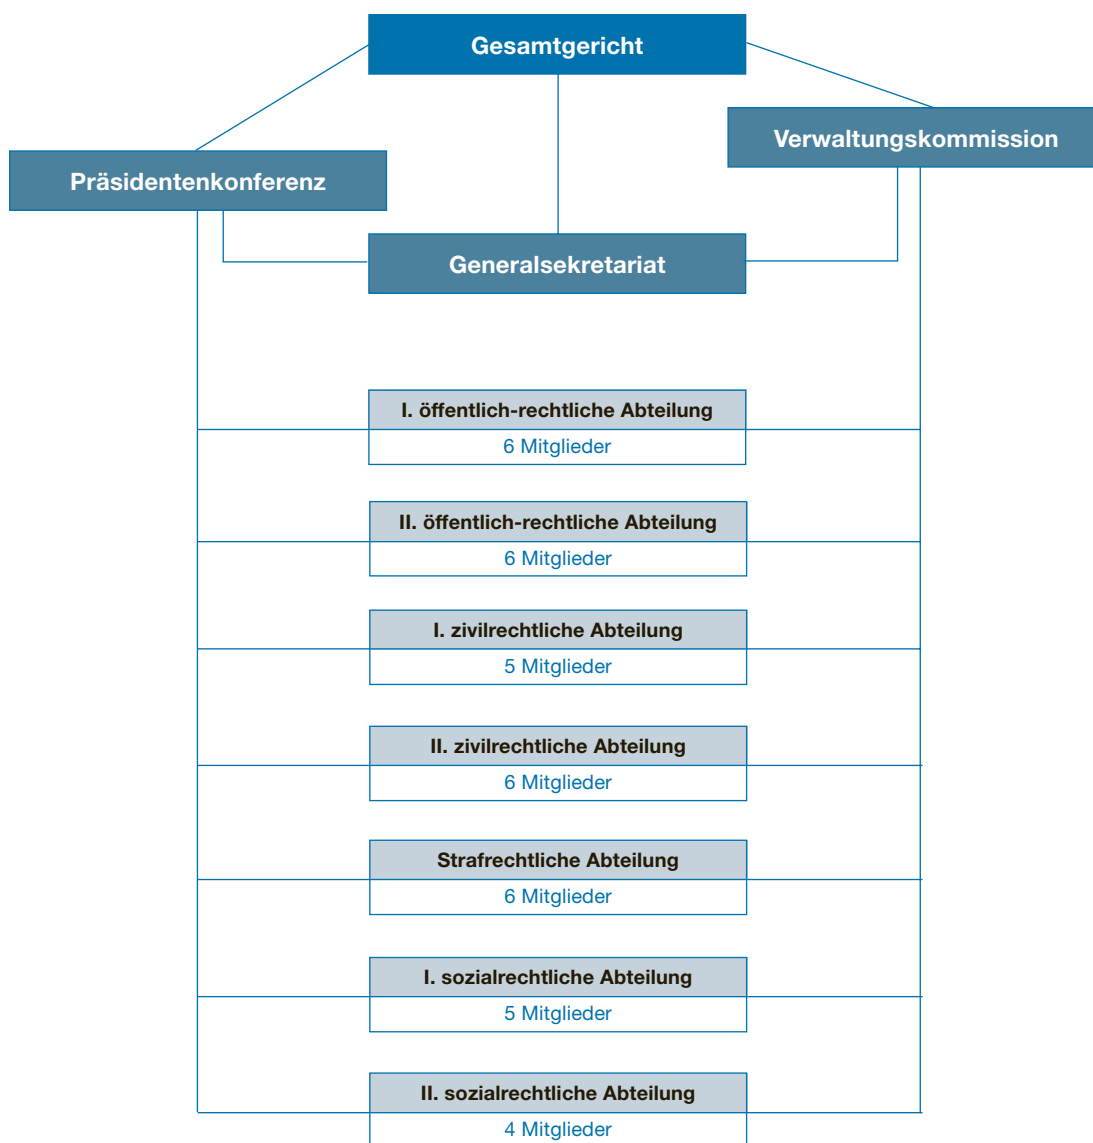 Gesamtgericht
Verwaltungskommission
Präsidentenkonferenz
Generalsekretariat
I. öffentlich-rechtliche Abteilung
6 Mitglieder
II. öffentlich-rechtliche Abteilung
6 Mitglieder
I. zivilrechtliche Abteilung
5 Mitglieder
II. zivilrechtliche Abteilung
6 Mitglieder
Strafrechtliche Abteilung
6 Mitglieder
I. sozialrechtliche Abteilung
5 Mitglieder
II. sozialrechtliche Abteilung
4 Mitglieder